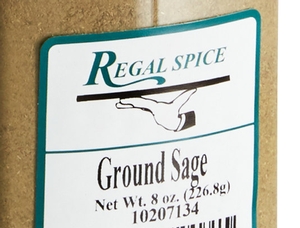 REGAL SPICE
Ground Sage
Net Wt. 8 oz. (226.8g)
10207134